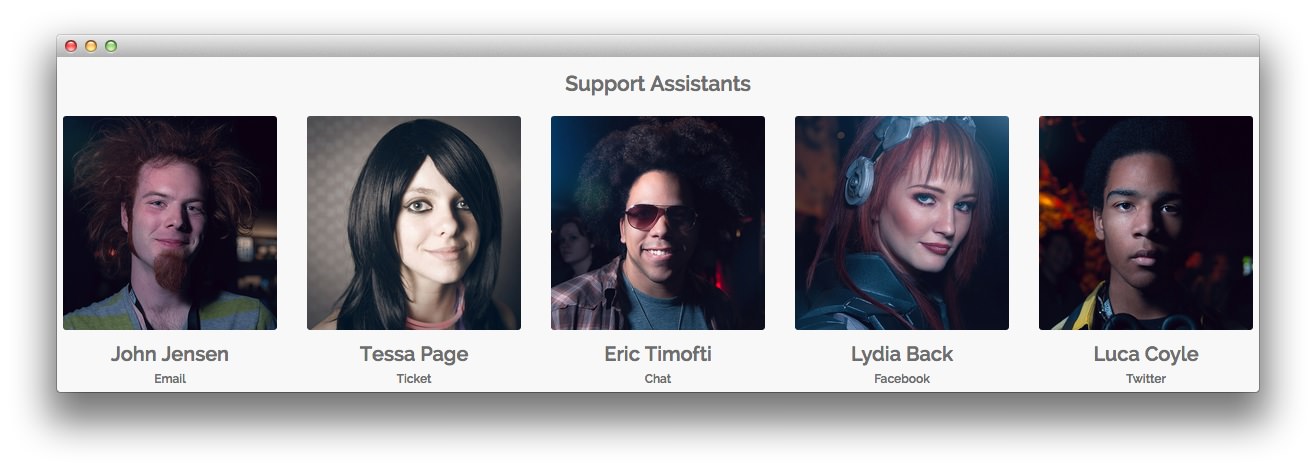 Support Assistants
John Jensen
Email
Tessa Page
Ticket
Eric Timofti
Chat
Lydia Back
Facebook
Luca Coyle
Twitter